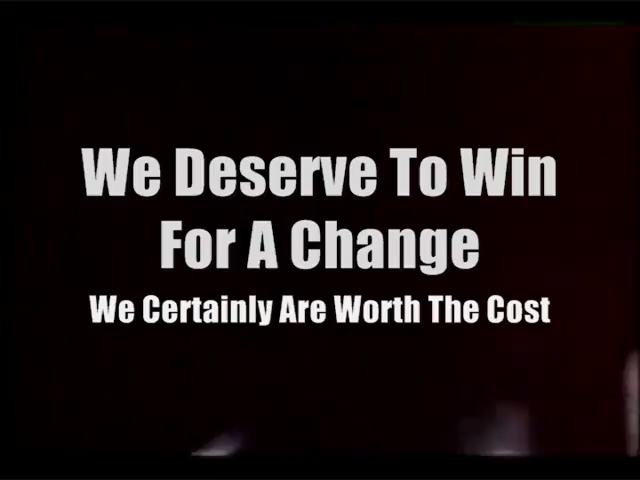 We Deserve To Win
For A Change
We Certainly Are Worth The Cost